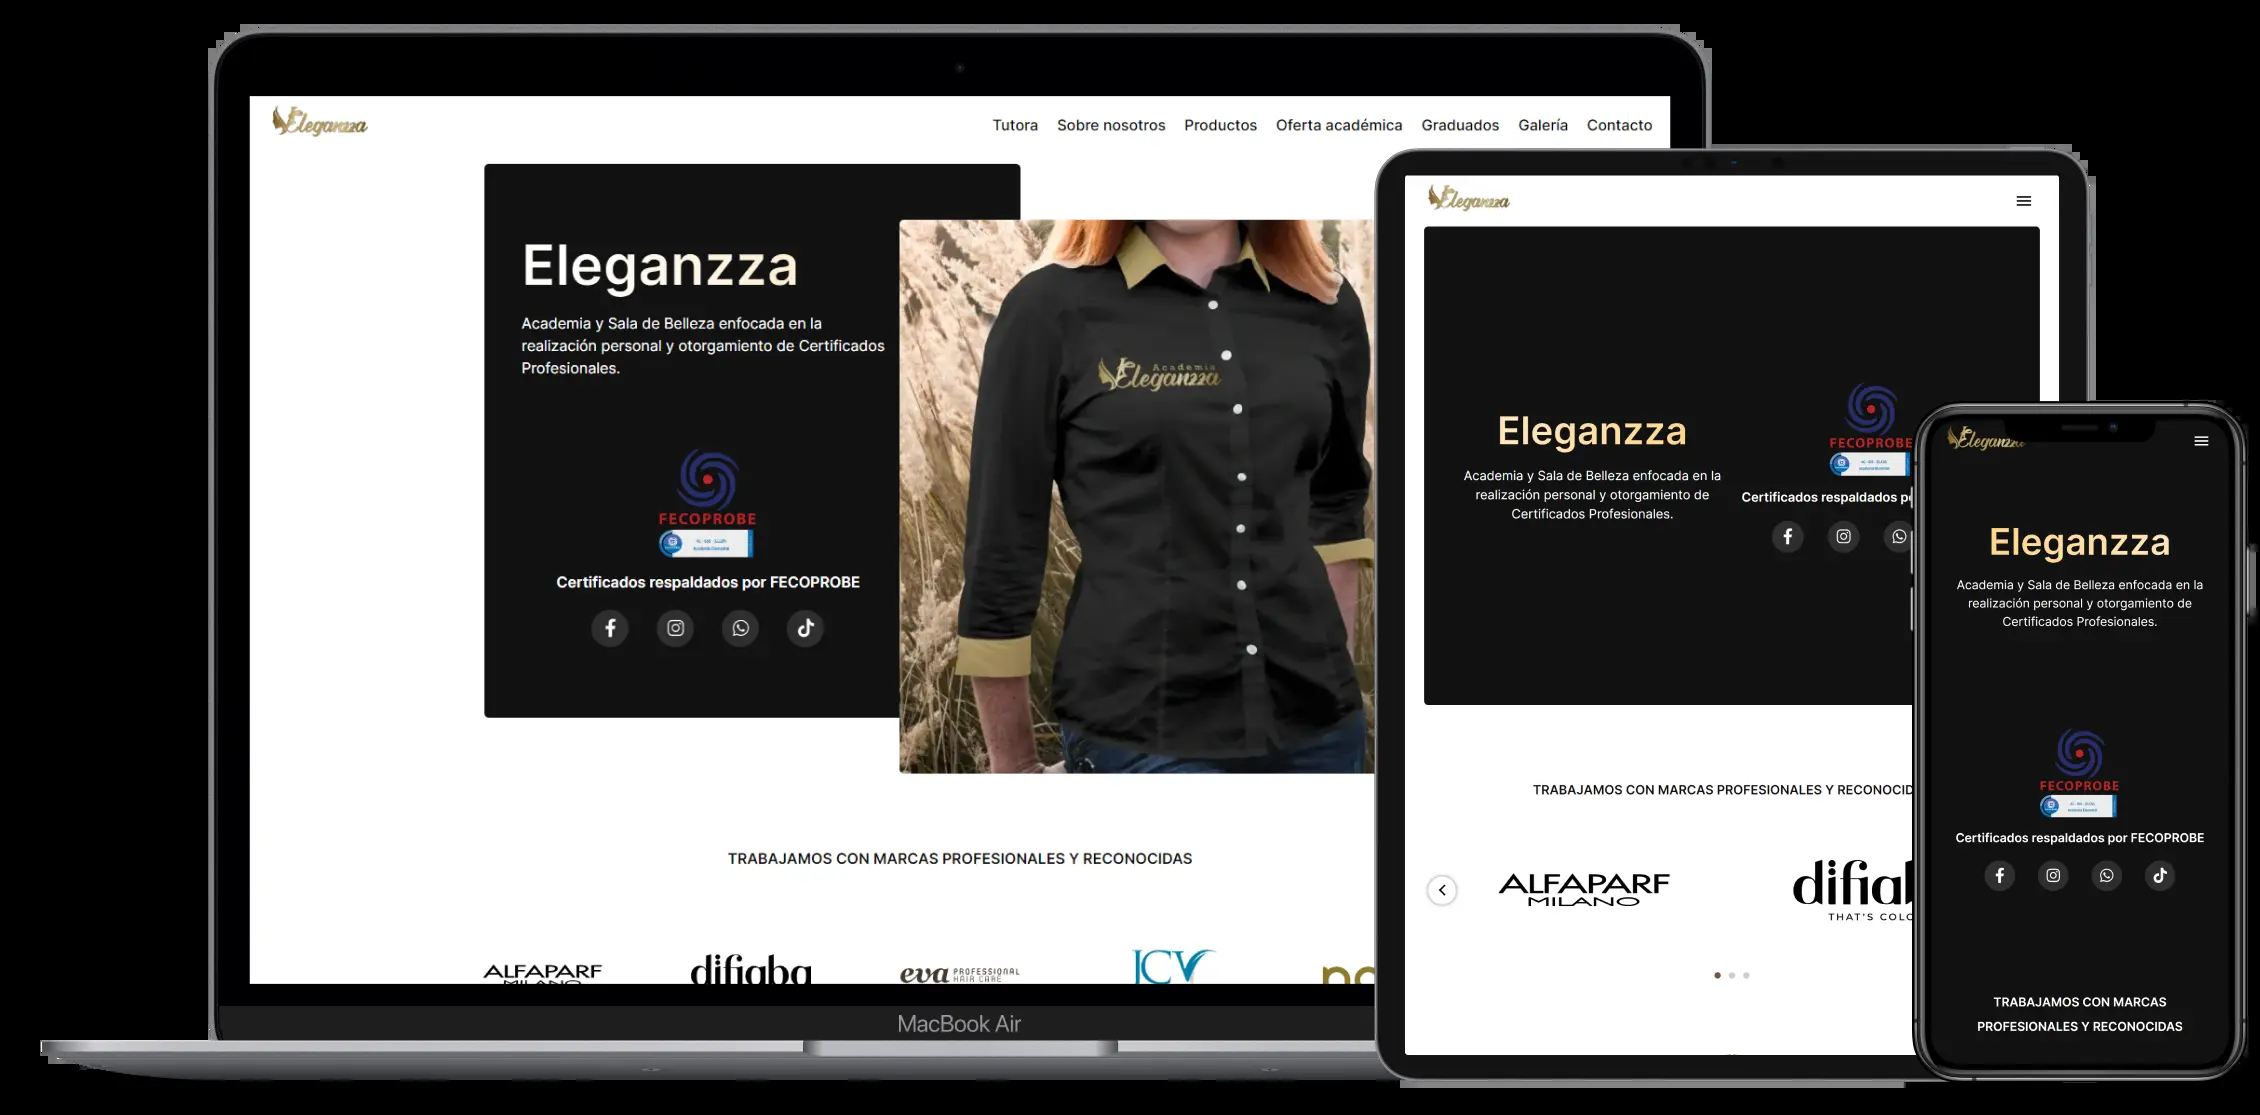 Eleganzza
Tutora Sobre nosotros Productos Oferta académica Graduados Galería Contacto
Eleganzza
Academia y Sala de Belleza enfocada en la
realización personal y otorgamiento de Certificados
Profesionales.
FECOPROBE
Certificados respaldados por FECOPROBE
Academia
Eleganzza
TRABAJAMOS CON MARCAS PROFESIONALES Y RECONOCIDAS
ALFAPARF
MILANO
difiaba
eva PROFESSIONAL
HAIR CARE
JCV
MacBook Air
Eleganzza
Eleganzza
Academia y Sala de Belleza enfocada en la
realización personal y otorgamiento de
Certificados Profesionales.
FECOPROBE
Certificados respaldados
TRABAJAMOS CON MARCAS PROFESIONALES Y
ALFAPARF
MILANO
THAT'S
Eleganzza
Eleganzza
Academia y Sala de Belleza enfocada en la
realización personal y otorgamiento de
Certificados Profesionales.
FECOPROBE
Certificados respaldados por FECOPROBE
TRABAJAMOS CON MARCAS
PROFESIONALES Y RECONOCIDAS